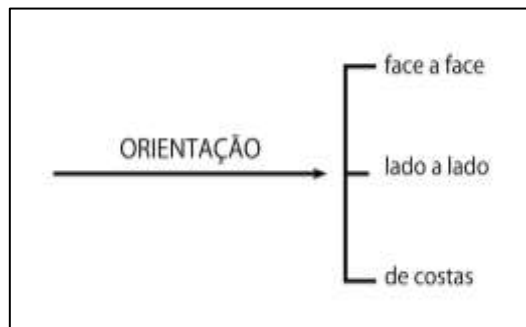 face a face
ORIENTAÇÃO
lado a lado
de costas